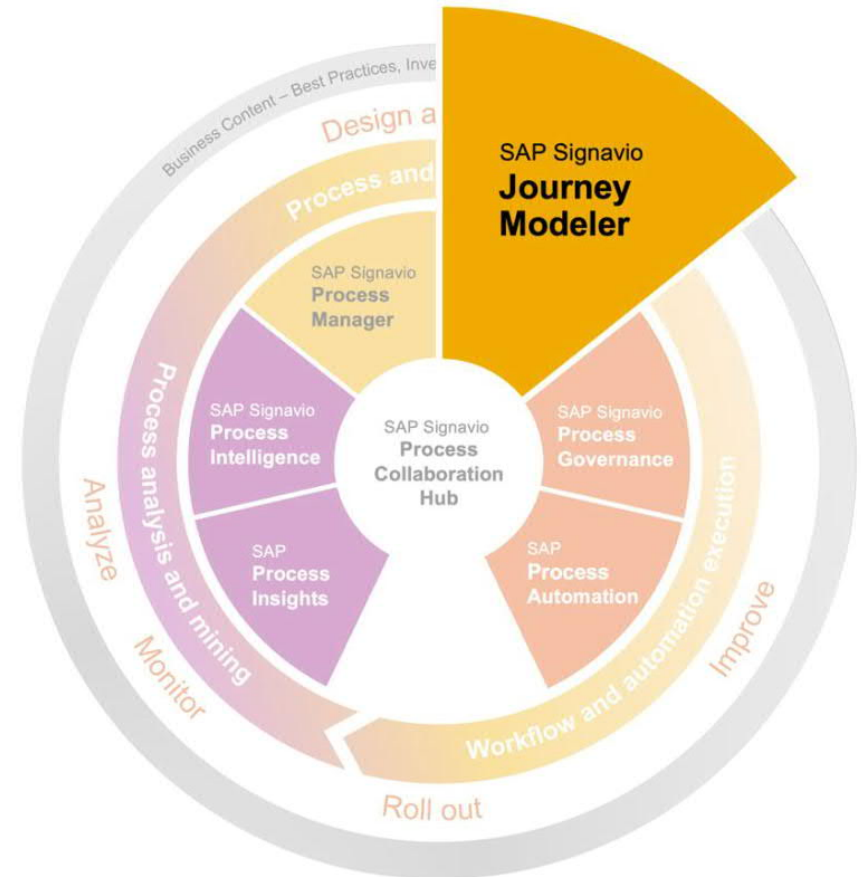 Business Content – Best Practices, Inve
Design a
Process and
SAP Signavio
Journey
Modeler
SAP Signavio
Process
Manager
SAP Signavio
Process
Intelligence
SAP Signavio
Process
Collaboration
Hub
SAP Signavio
Process
Governance
SAP
Process
Insights
SAP
Process
Automation
Process analysis and mining
Workflow and automation execution
Analyze
Monitor
Improve
Roll out